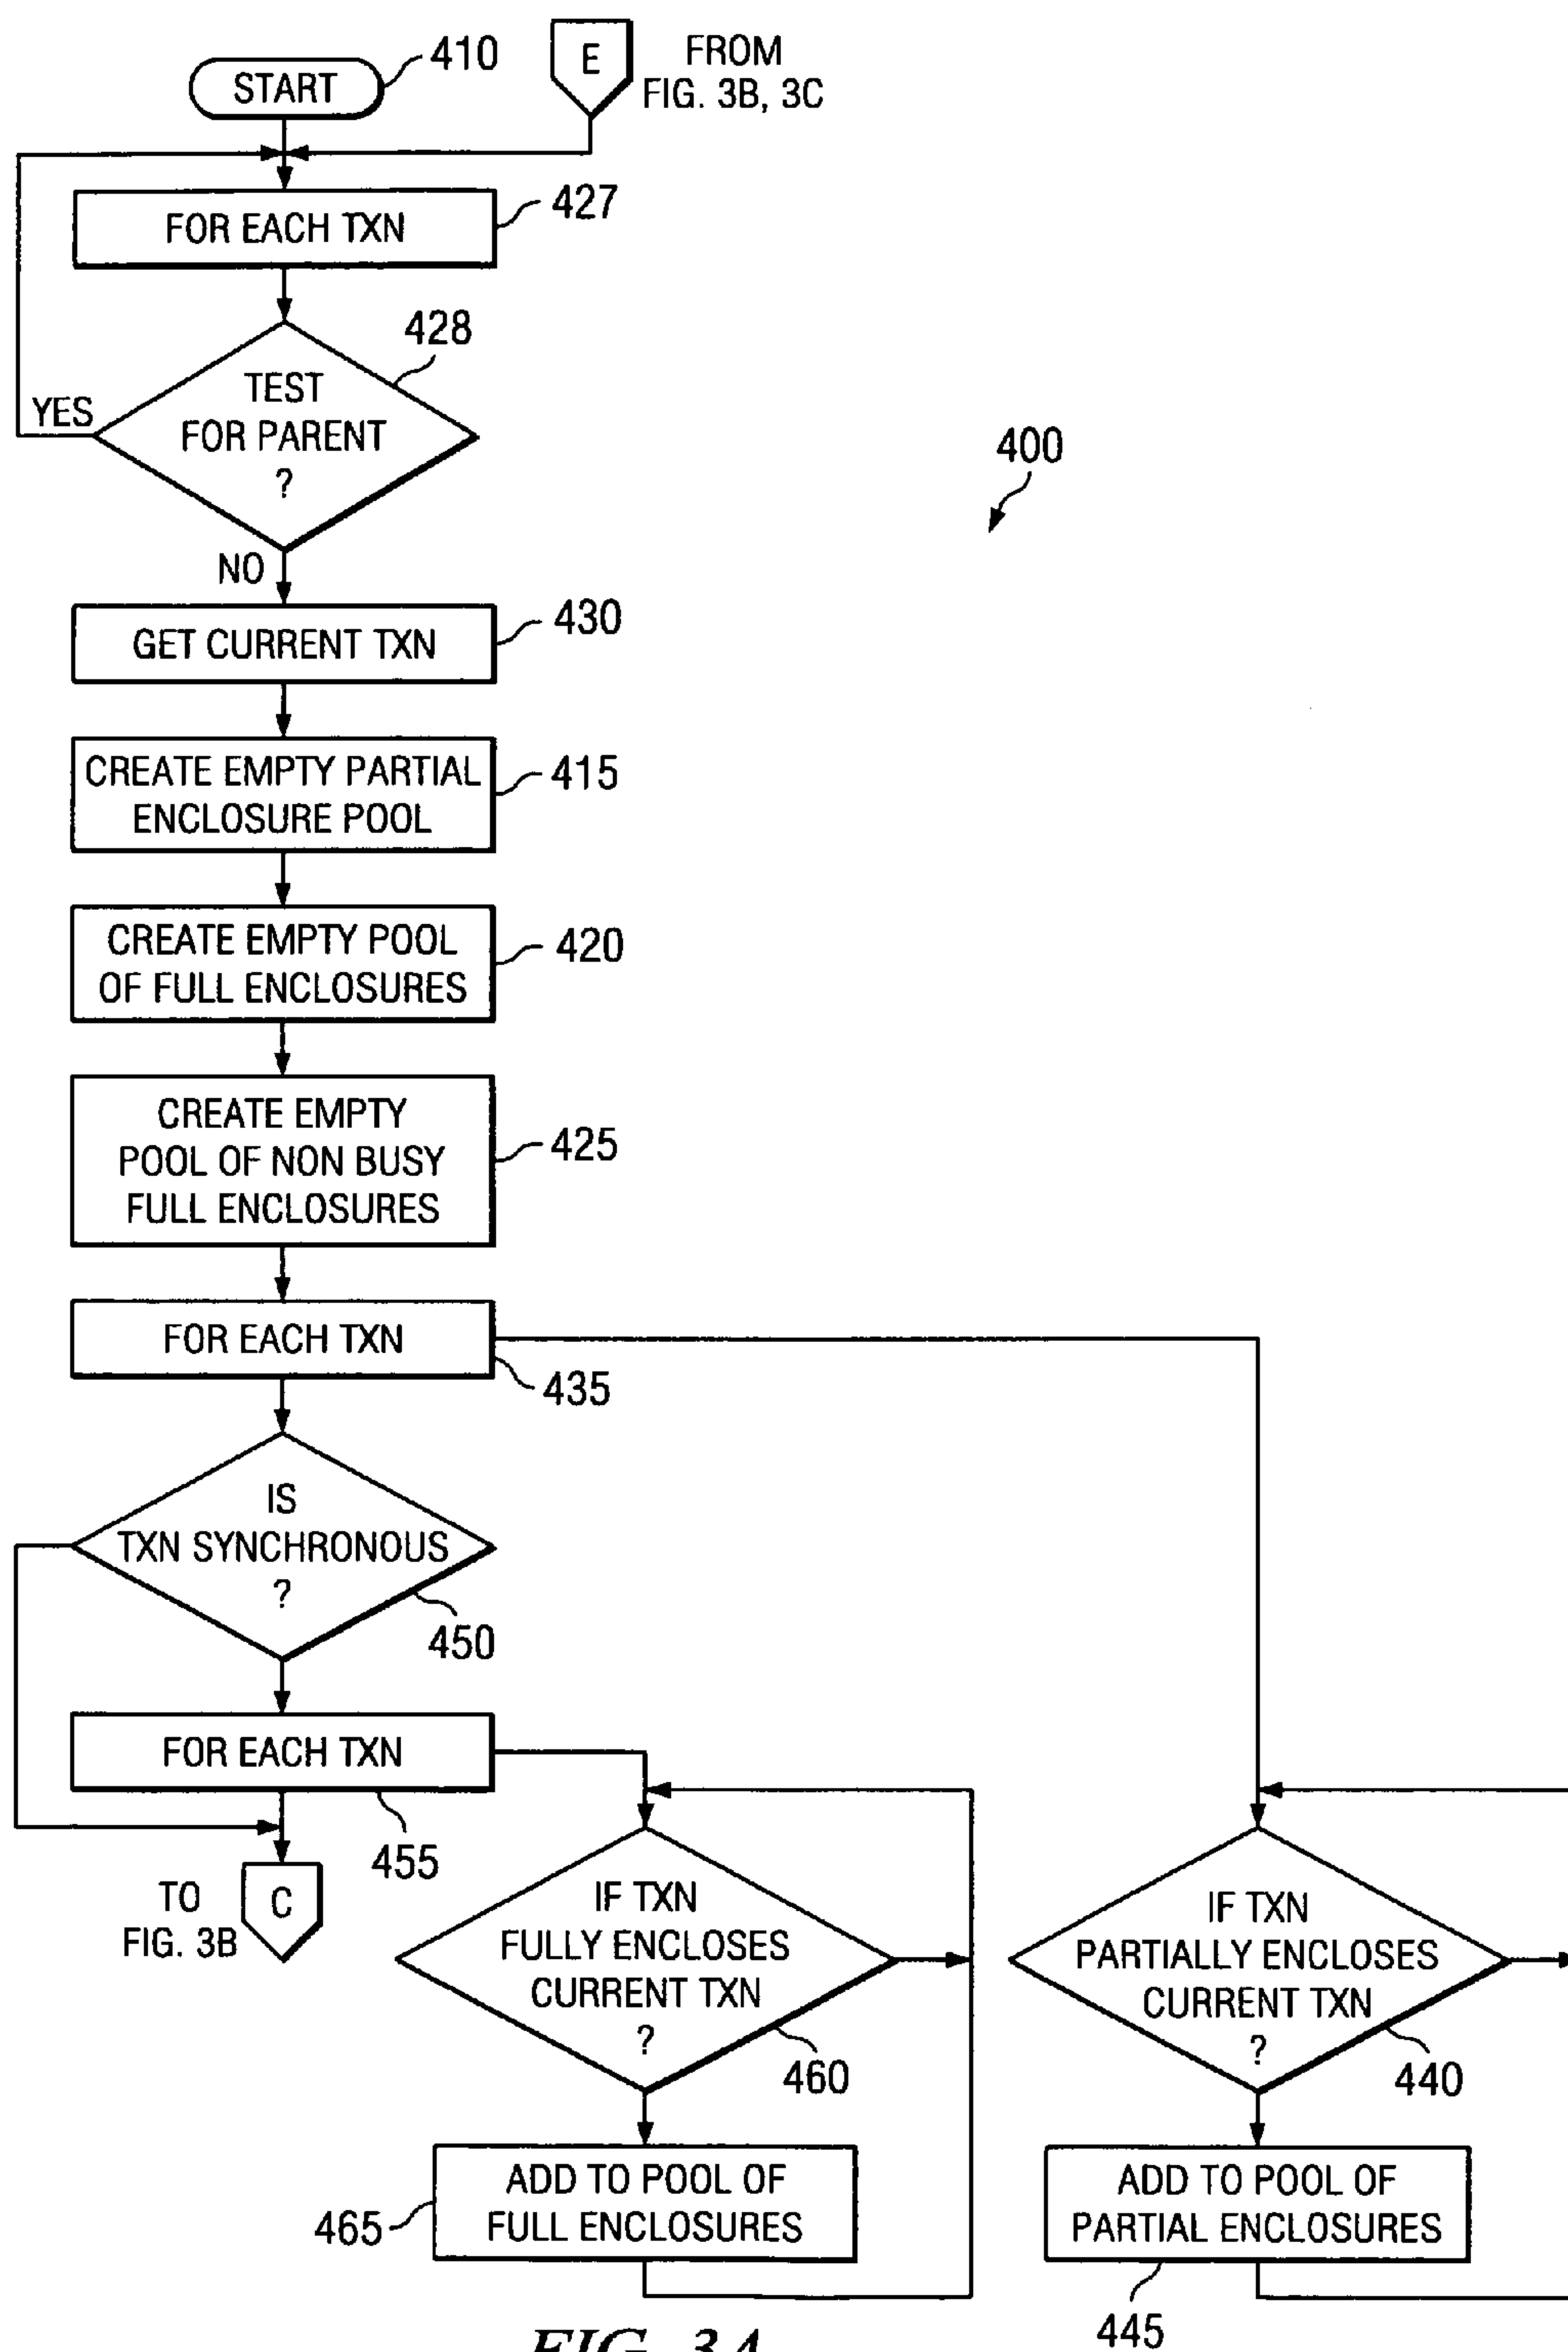 START
410
E
FROM
FIG. 3B, 3C
FOR EACH TXN
427
428
TEST
FOR PARENT
?
YES
NO
400
GET CURRENT TXN
430
CREATE EMPTY PARTIAL
ENCLOSURE POOL
415
CREATE EMPTY POOL
OF FULL ENCLOSURES
420
CREATE EMPTY
POOL OF NON BUSY
FULL ENCLOSURES
425
FOR EACH TXN
435
IS
TXN SYNCHRONOUS
?
450
FOR EACH TXN
455
TO
FIG. 3B
C
IF TXN
FULLY ENCLOSES
CURRENT TXN
?
460
IF TXN
PARTIALLY ENCLOSES
CURRENT TXN
?
440
ADD TO POOL OF
FULL ENCLOSURES
465
ADD TO POOL OF
PARTIAL ENCLOSURES
445
FIG. 3A